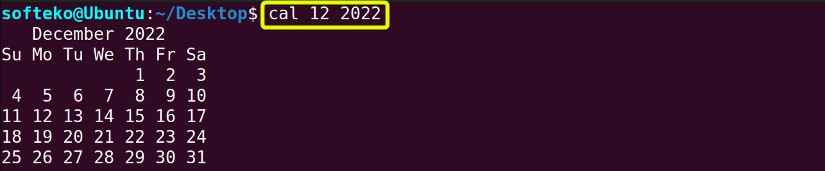 softeko@Ubuntu:~/Desktop$ cal 12 2022
   December 2022
Su Mo Tu We Th Fr Sa
             1  2  3
 4  5  6  7  8  9 10
11 12 13 14 15 16 17
18 19 20 21 22 23 24
25 26 27 28 29 30 31